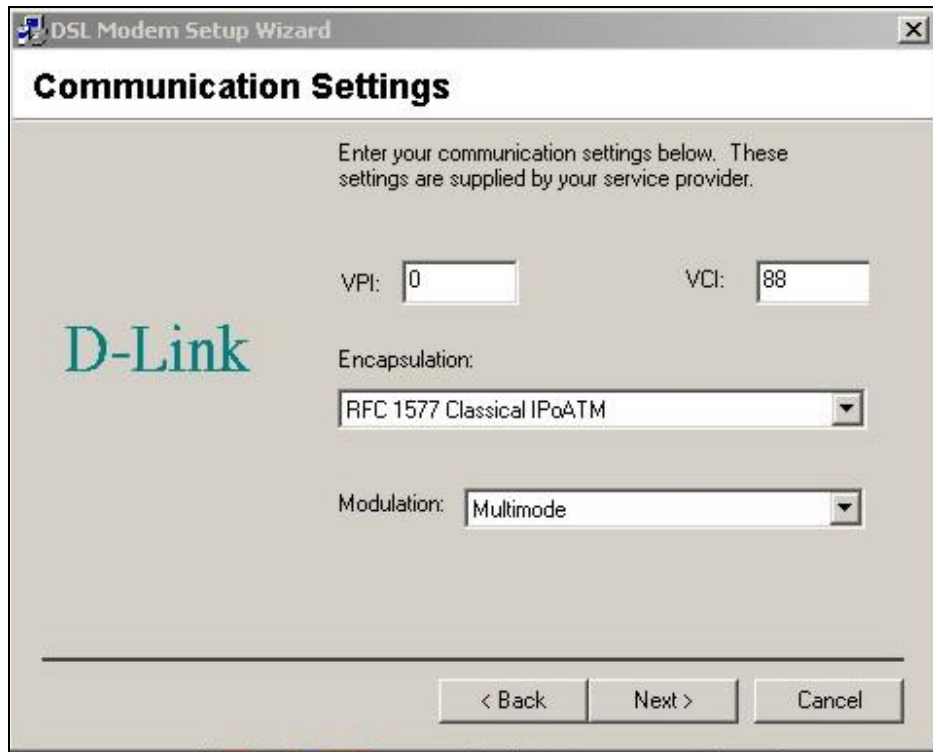 DSL Modem Setup Wizard
Communication Settings
Enter your communication settings below. These
settings are supplied by your service provider.
VPI: 0 VCI: 88
D-Link
Encapsulation:
RFC 1577 Classical IPoATM
Modulation: Multimode
< Back Next > Cancel